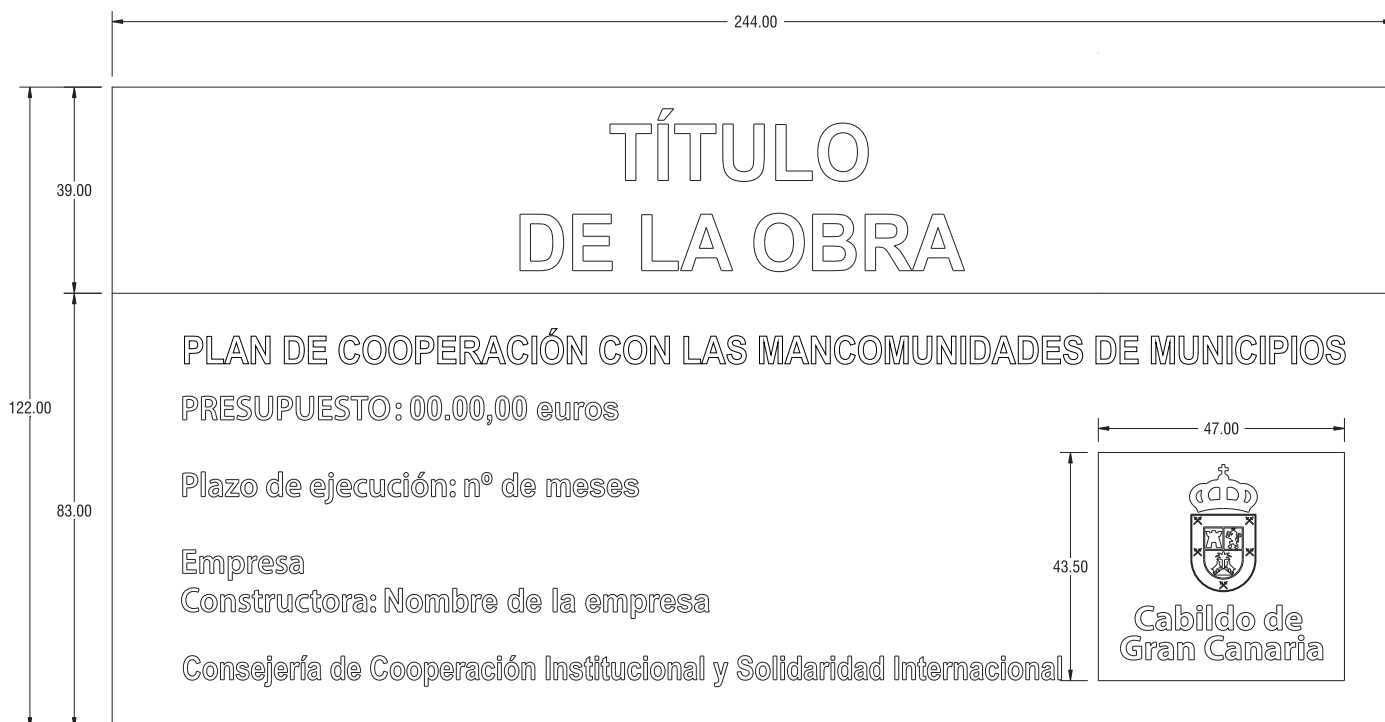 244.00
39.00
TÍTULO
DE LA OBRA
122.00
83.00
PLAN DE COOPERACIÓN CON LAS MANCOMUNIDADES DE MUNICIPIOS
PRESUPUESTO: 00.00,00 euros
47.00
Plazo de ejecución: nº de meses
43.50
Empresa
Constructora: Nombre de la empresa
Cabildo de
Gran Canaria
Consejería de Cooperación Institucional y Solidaridad Internacional